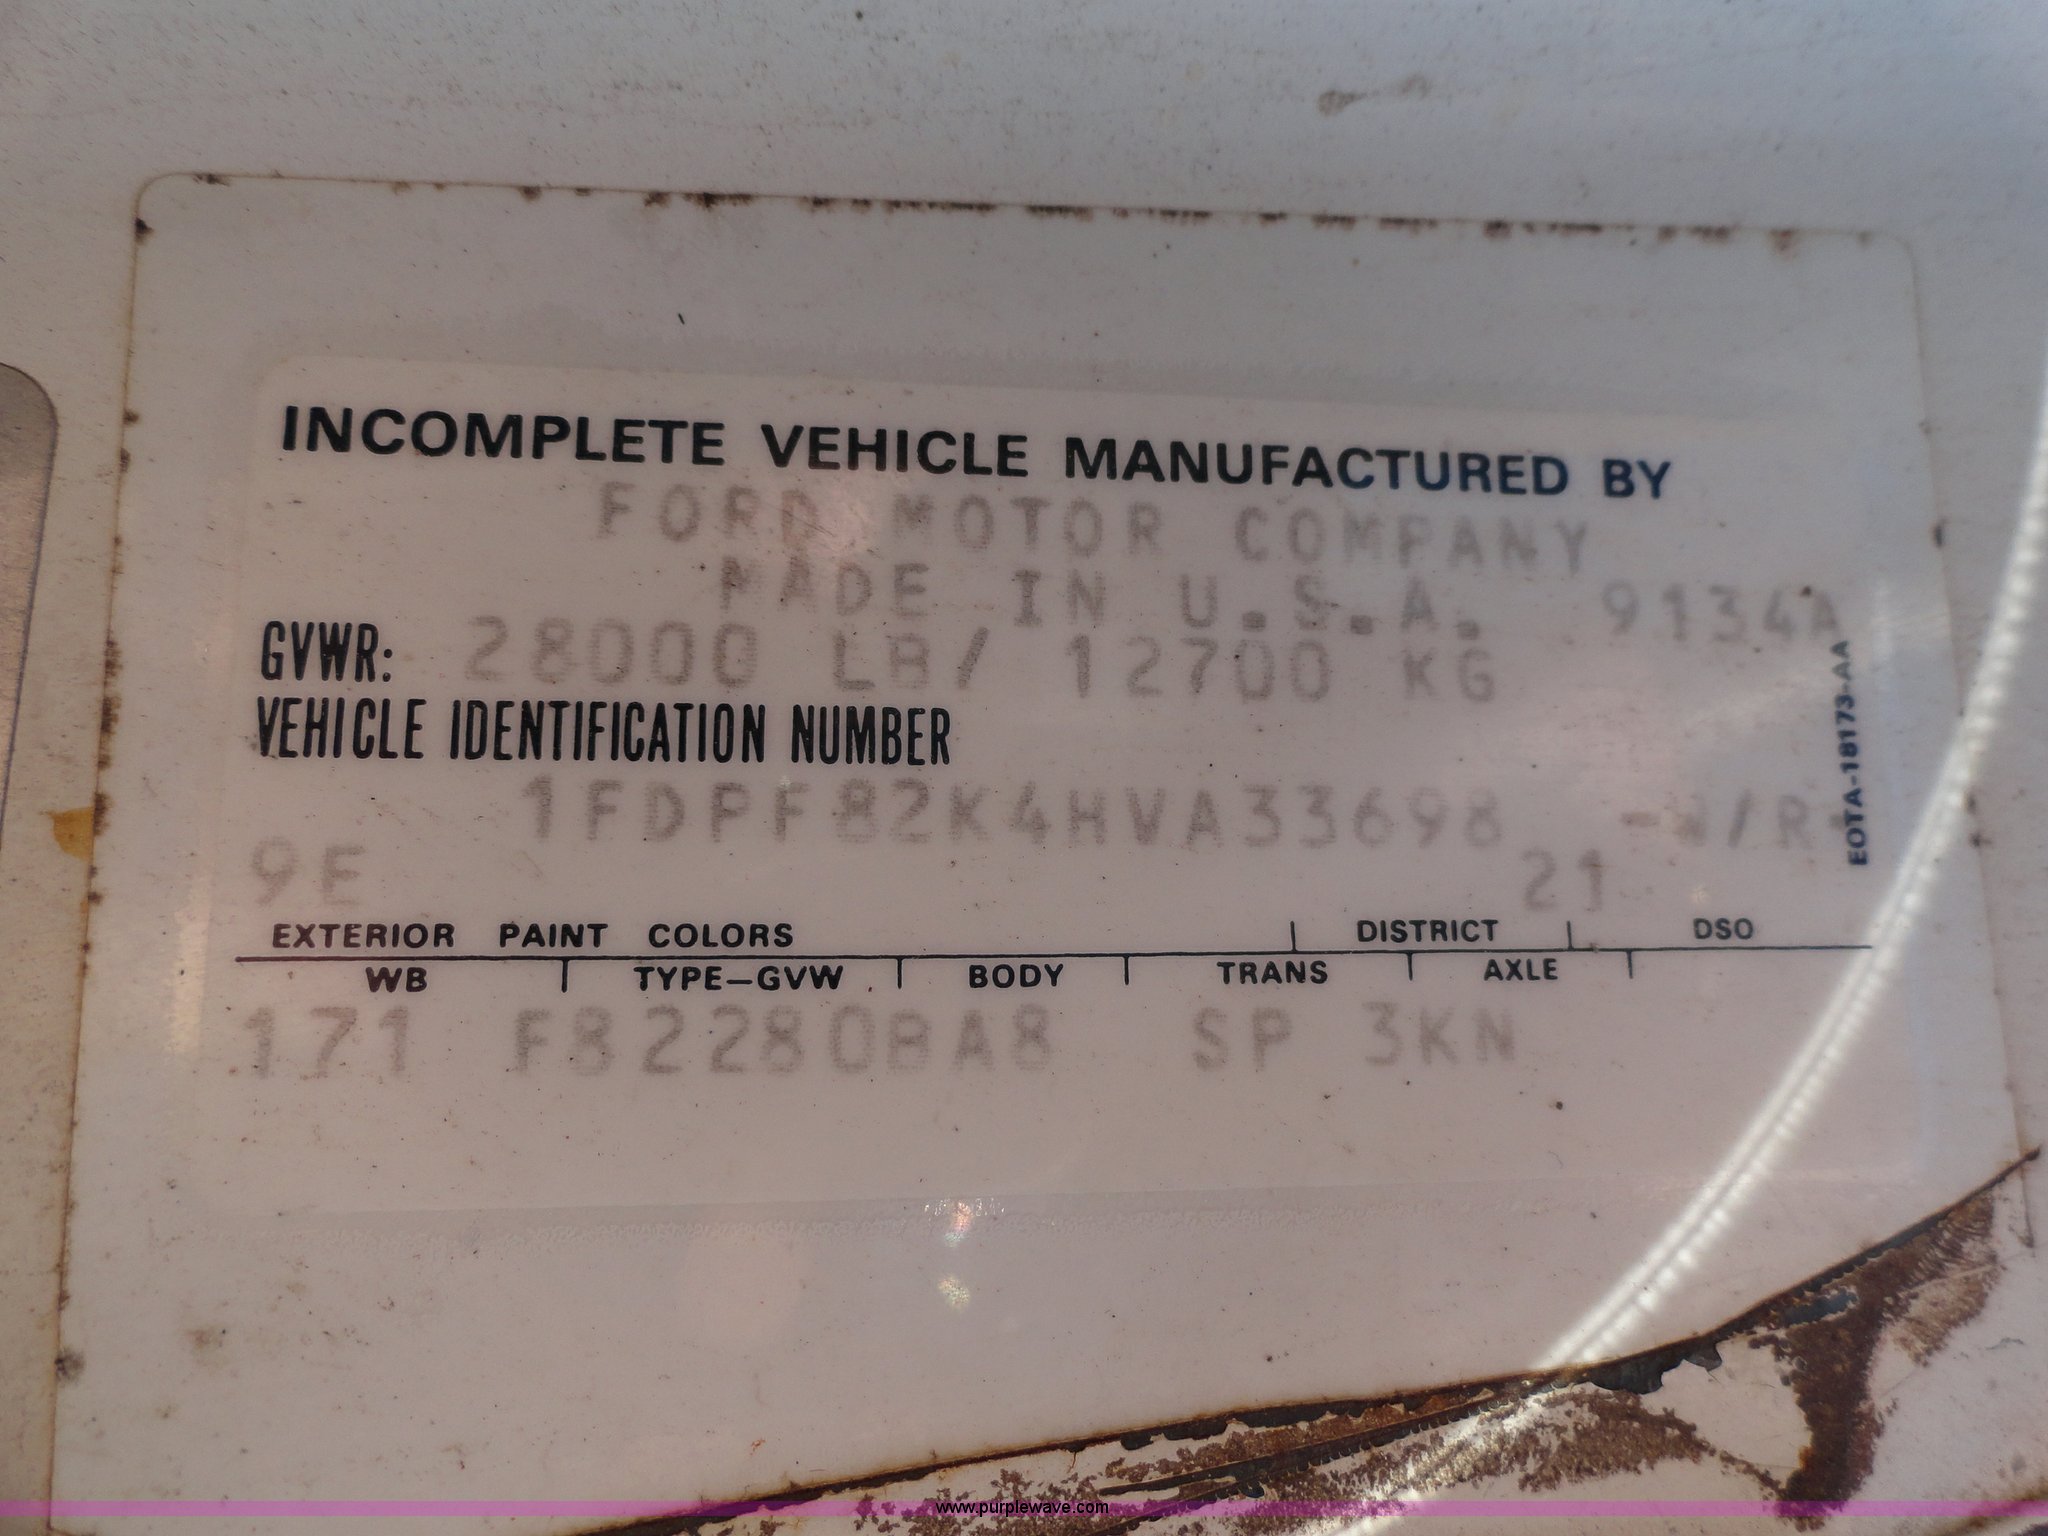 INCOMPLETE VEHICLE MANUFACTURED BY
FORD MOTOR COMPANY
MADE IN U.S.A. 9134A
GVWR: 28000 LB/ 12700 KG
VEHICLE IDENTIFICATION NUMBER
1FDPF82K4HVA33698
9E 21
EXTERIOR PAINT COLORS DISTRICT DSO
WB TYPE-GVW BODY TRANS AXLE
171 F82280BA8 SP 3KN
EOTA-18173-AA
www.purplewave.com